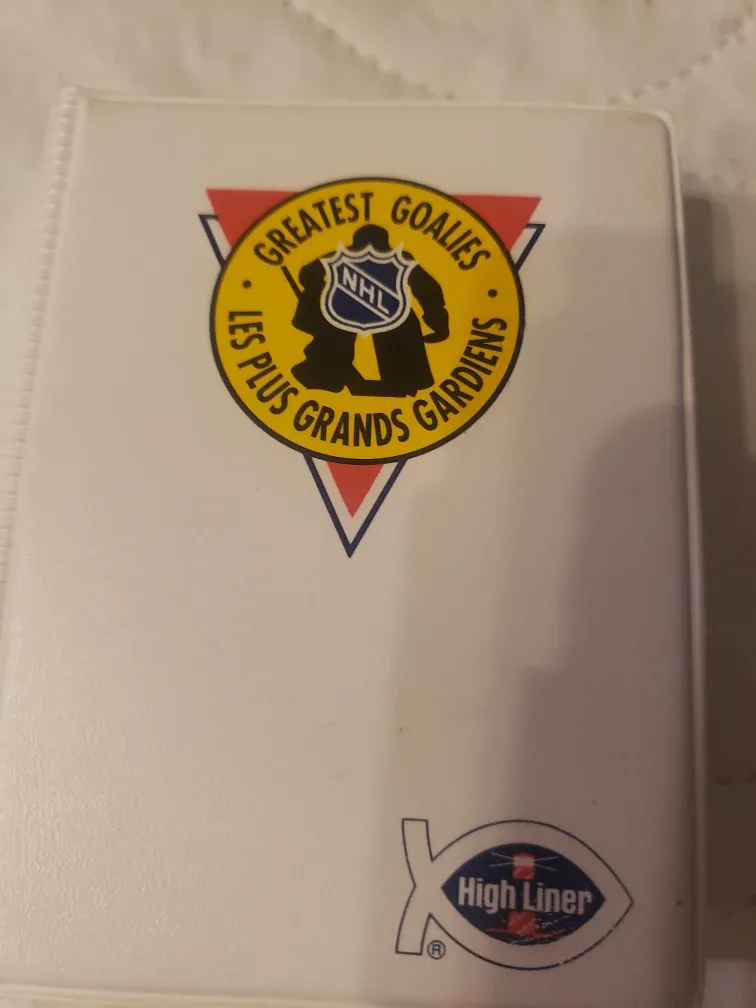 GREATEST GOALIES
NHL
• LES PLUS GRANDS GARDIENS •
High Liner
®